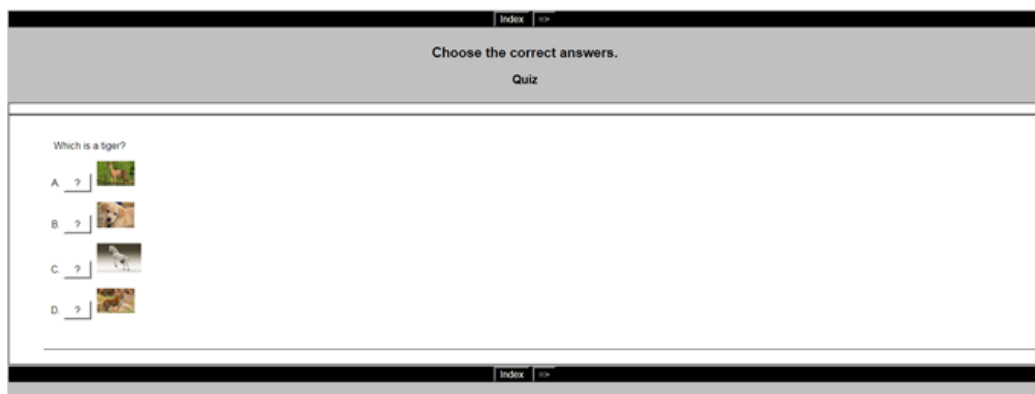 Index =>
Choose the correct answers.
Quiz
Which is a tiger?
A. ?
B. ?
C. ?
D. ?
Index =>